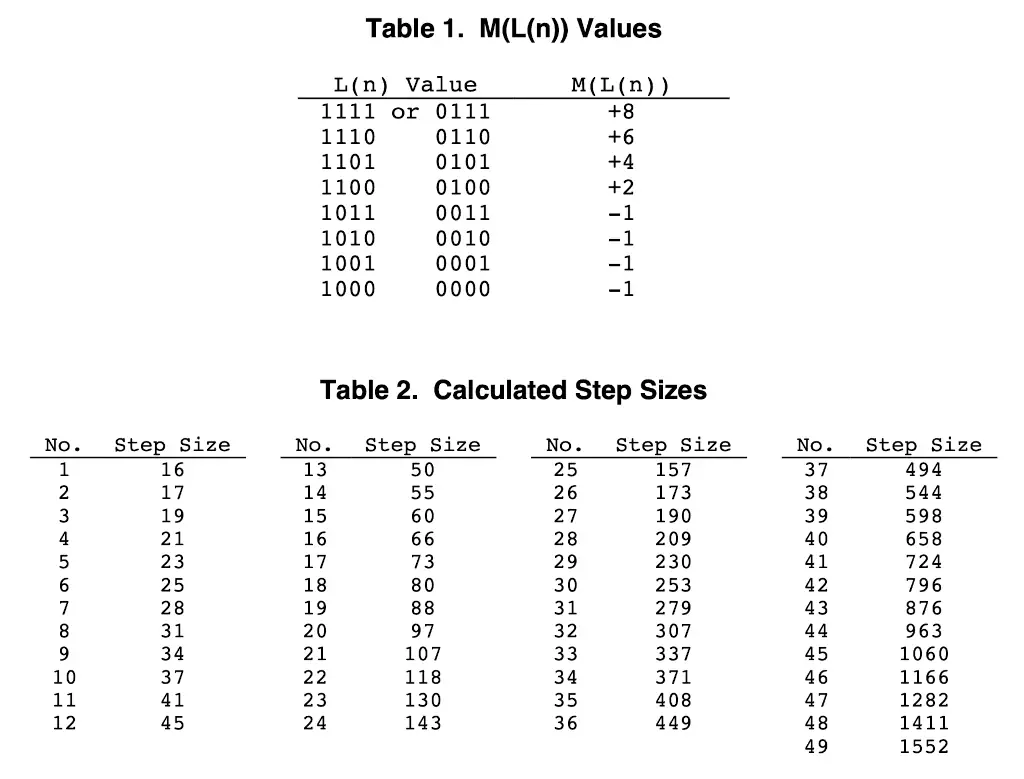 Table 1. M(L(n)) Values
L(n) Value M(L(n))
1111 or 0111 +8
1110 0110 +6
1101 0101 +4
1100 0100 +2
1011 0011 -1
1010 0010 -1
1001 0001 -1
1000 0000 -1
Table 2. Calculated Step Sizes
No. Step Size No. Step Size No. Step Size No. Step Size
1 16 13 50 25 157 37 494
2 17 14 55 26 173 38 544
3 19 15 60 27 190 39 598
4 21 16 66 28 209 40 658
5 23 17 73 29 230 41 724
6 25 18 80 30 253 42 796
7 28 19 88 31 279 43 876
8 31 20 97 32 307 44 963
9 34 21 107 33 337 45 1060
10 37 22 118 34 371 46 1166
11 41 23 130 35 408 47 1282
12 45 24 143 36 449 48 1411
49 1552